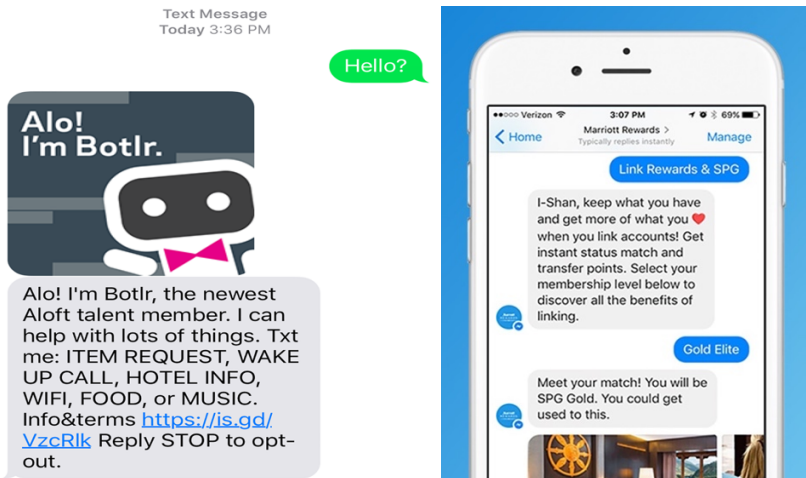 Text Message
Today 3:36 PM
Hello?
Alo!
I'm Botlr.
Alo! I'm Botlr, the newest
Aloft talent member. I can
help with lots of things. Txt
me: ITEM REQUEST, WAKE
UP CALL, HOTEL INFO,
WIFI, FOOD, or MUSIC.
Info&terms https://is.gd/
VzcRlk Reply STOP to opt-
out.
Verizon
3:07 PM
69%
Home
Marriott Rewards >
Typically replies instantly
Manage
Link Rewards & SPG
I-Shan, keep what you have
and get more of what you ❤
when you link accounts! Get
instant status match and
transfer points. Select your
membership level below to
discover all the benefits of
linking.
Gold Elite
Meet your match! You will be
SPG Gold. You could get
used to this.